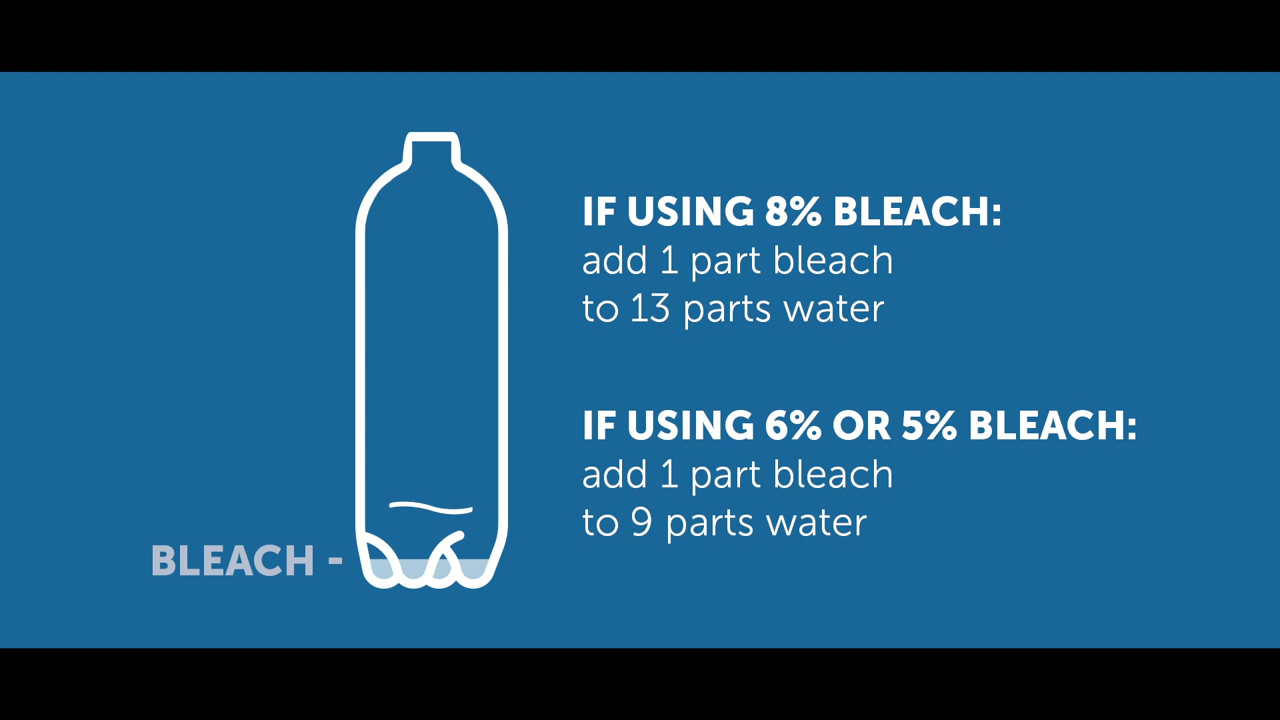 IF USING 8% BLEACH:
add 1 part bleach
to 13 parts water
IF USING 6% OR 5% BLEACH:
add 1 part bleach
to 9 parts water
BLEACH -